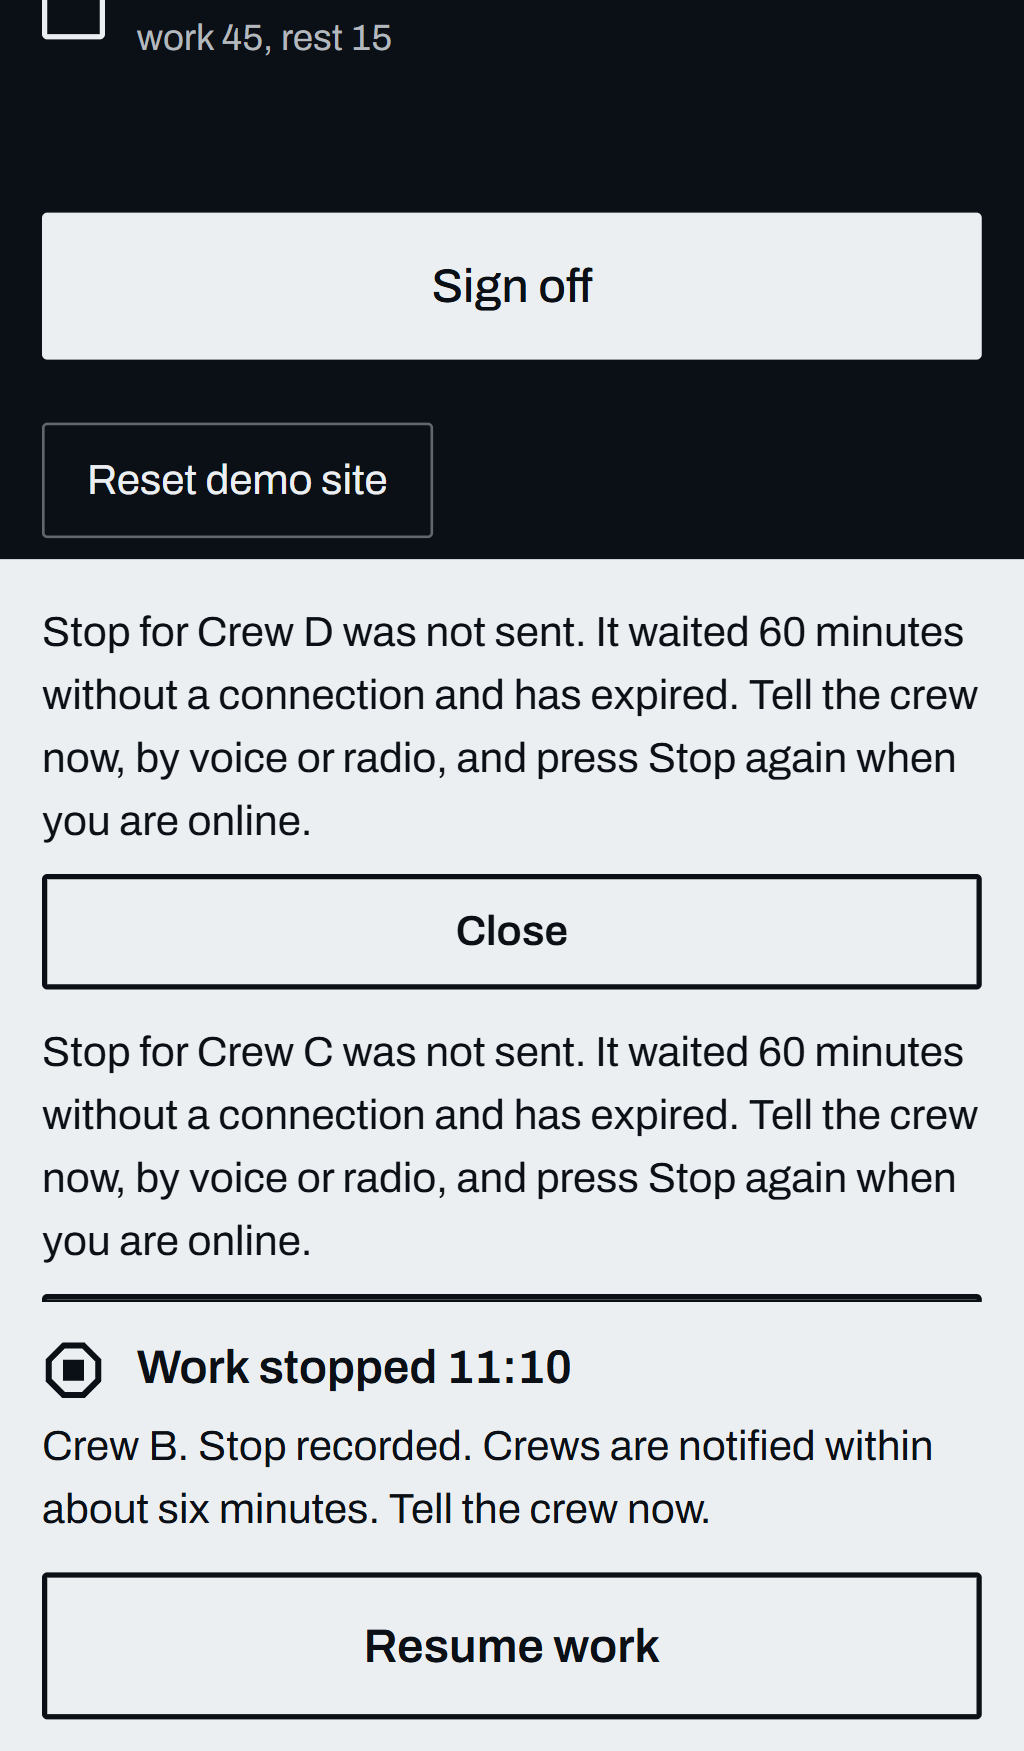 work 45, rest 15
Sign off
Reset demo site
Stop for Crew D was not sent. It waited 60 minutes
without a connection and has expired. Tell the crew
now, by voice or radio, and press Stop again when
you are online.
Close
Stop for Crew C was not sent. It waited 60 minutes
without a connection and has expired. Tell the crew
now, by voice or radio, and press Stop again when
you are online.
Work stopped 11:10
Crew B. Stop recorded. Crews are notified within
about six minutes. Tell the crew now.
Resume work